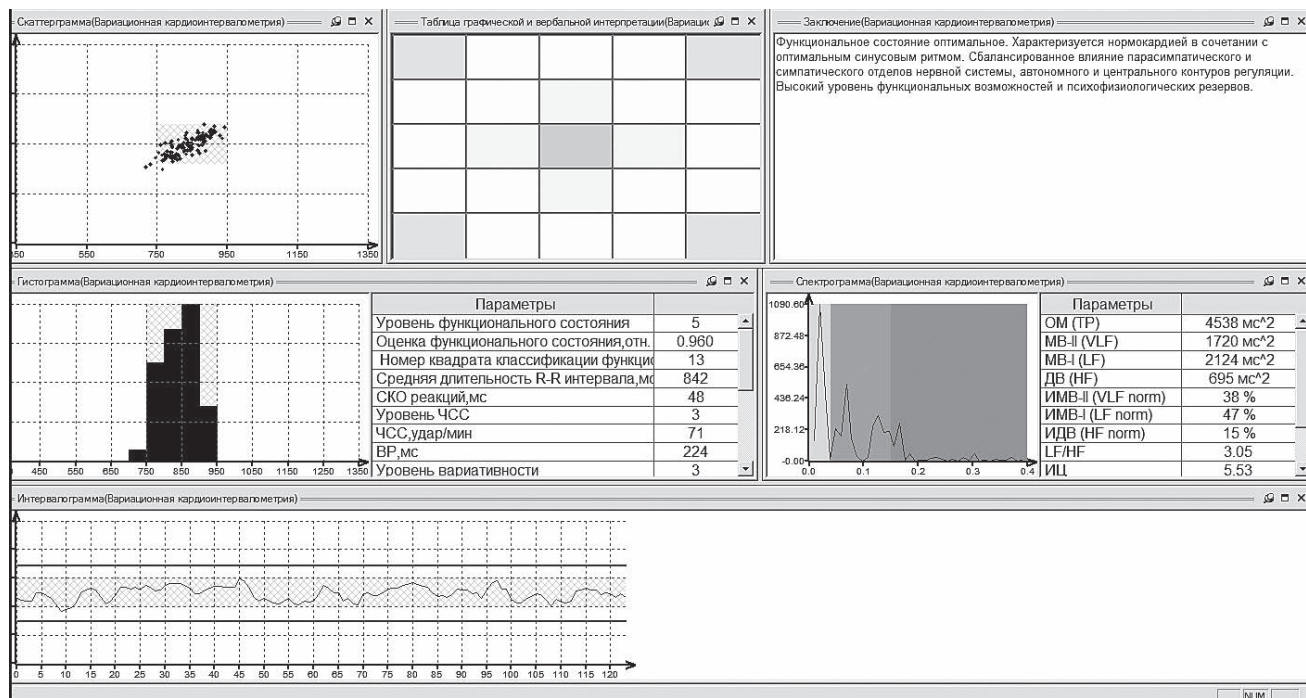 Скаттерграмма(Вариационная кардиоинтервалометрия)
550
750
950
1150
1350
Таблица графической и вербальной интерпретации(Вариацис
Заключение(Вариационная кардиоинтервалометрия)
Функциональное состояние оптимальное. Характеризуется нормокардией в сочетании с
оптимальным синусовым ритмом. Сбалансированное влияние парасимпатического и
симпатического отделов нервной системы, автономного и центрального контуров регуляции.
Высокий уровень функциональных возможностей и психофизиологических резервов.
Гистограмма(Вариационная кардиоинтервалометрия)
450 550 650 750 850 950 1050 1150 1250 1350
Параметры
Уровень функционального состояния 5
Оценка функционального состояния,отн. 0.960
Номер квадрата классификации функцис 13
Средняя длительность R-R интервала,мс 842
СКО реакций,мс 48
Уровень ЧСС 3
ЧСС,удар/мин 71
ВР,мс 224
Уровень вариативности 3
Спектрограмма(Вариационная кардиоинтервалометрия)
1090.60
872.48
654.36
436.24
218.12
-0.00
0.0 0.1 0.2 0.3 0.4
Параметры
ОМ (TP) 4538 мс^2
МВ-II (VLF) 1720 мс^2
МВ-I (LF) 2124 мс^2
ДВ (HF) 695 мс^2
ИМВ-II (VLF norm) 38 %
ИМВ-I (LF norm) 47 %
ИДВ (HF norm) 15 %
LF/HF 3.05
ИЦ 5.53
Интервалограмма(Вариационная кардиоинтервалометрия)
0 5 10 15 20 25 30 35 40 45 50 55 60 65 70 75 80 85 90 95 100 105 110 115 120
NUM